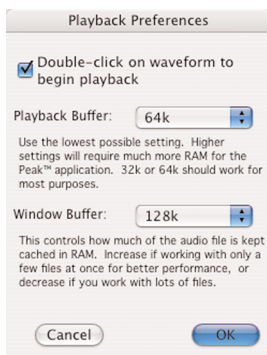 Playback Preferences
Double-click on waveform to
begin playback
Playback Buffer: 64k
Use the lowest possible setting. Higher
settings will require much more RAM for the
Peak™ application. 32k or 64k should work for
most purposes.
Window Buffer: 128k
This controls how much of the audio file is kept
cached in RAM. Increase if working with only a
few files at once for better performance, or
decrease if you work with lots of files.
Cancel OK